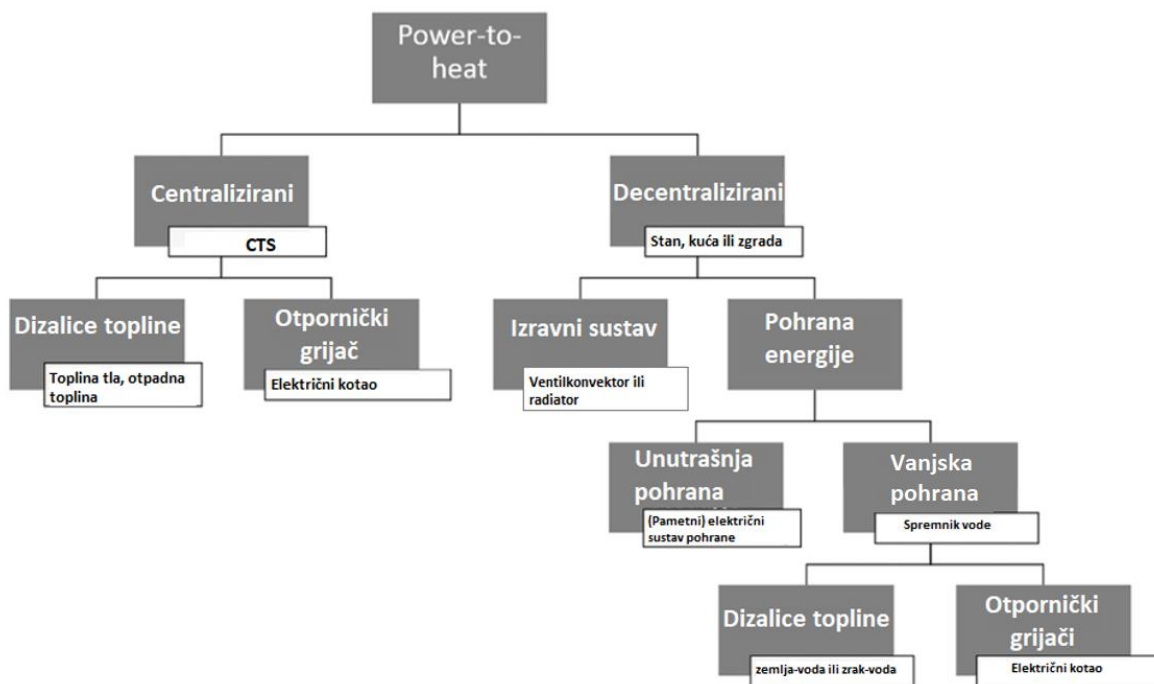 Power-to-
heat
Centralizirani
CTS
Decentralizirani
Stan, kuća ili zgrada
Dizalice topline
Toplina tla, otpadna
toplina
Otpornički
grijač
Električni kotao
Izravni sustav
Ventilkonvektor ili
radiator
Pohrana
energije
Unutrašnja
pohrana
(Pametni) električni
sustav pohrane
Vanjska
pohrana
Spremnik vode
Dizalice topline
zemlja-voda ili zrak-voda
Otpornički
grijači
Električni kotao